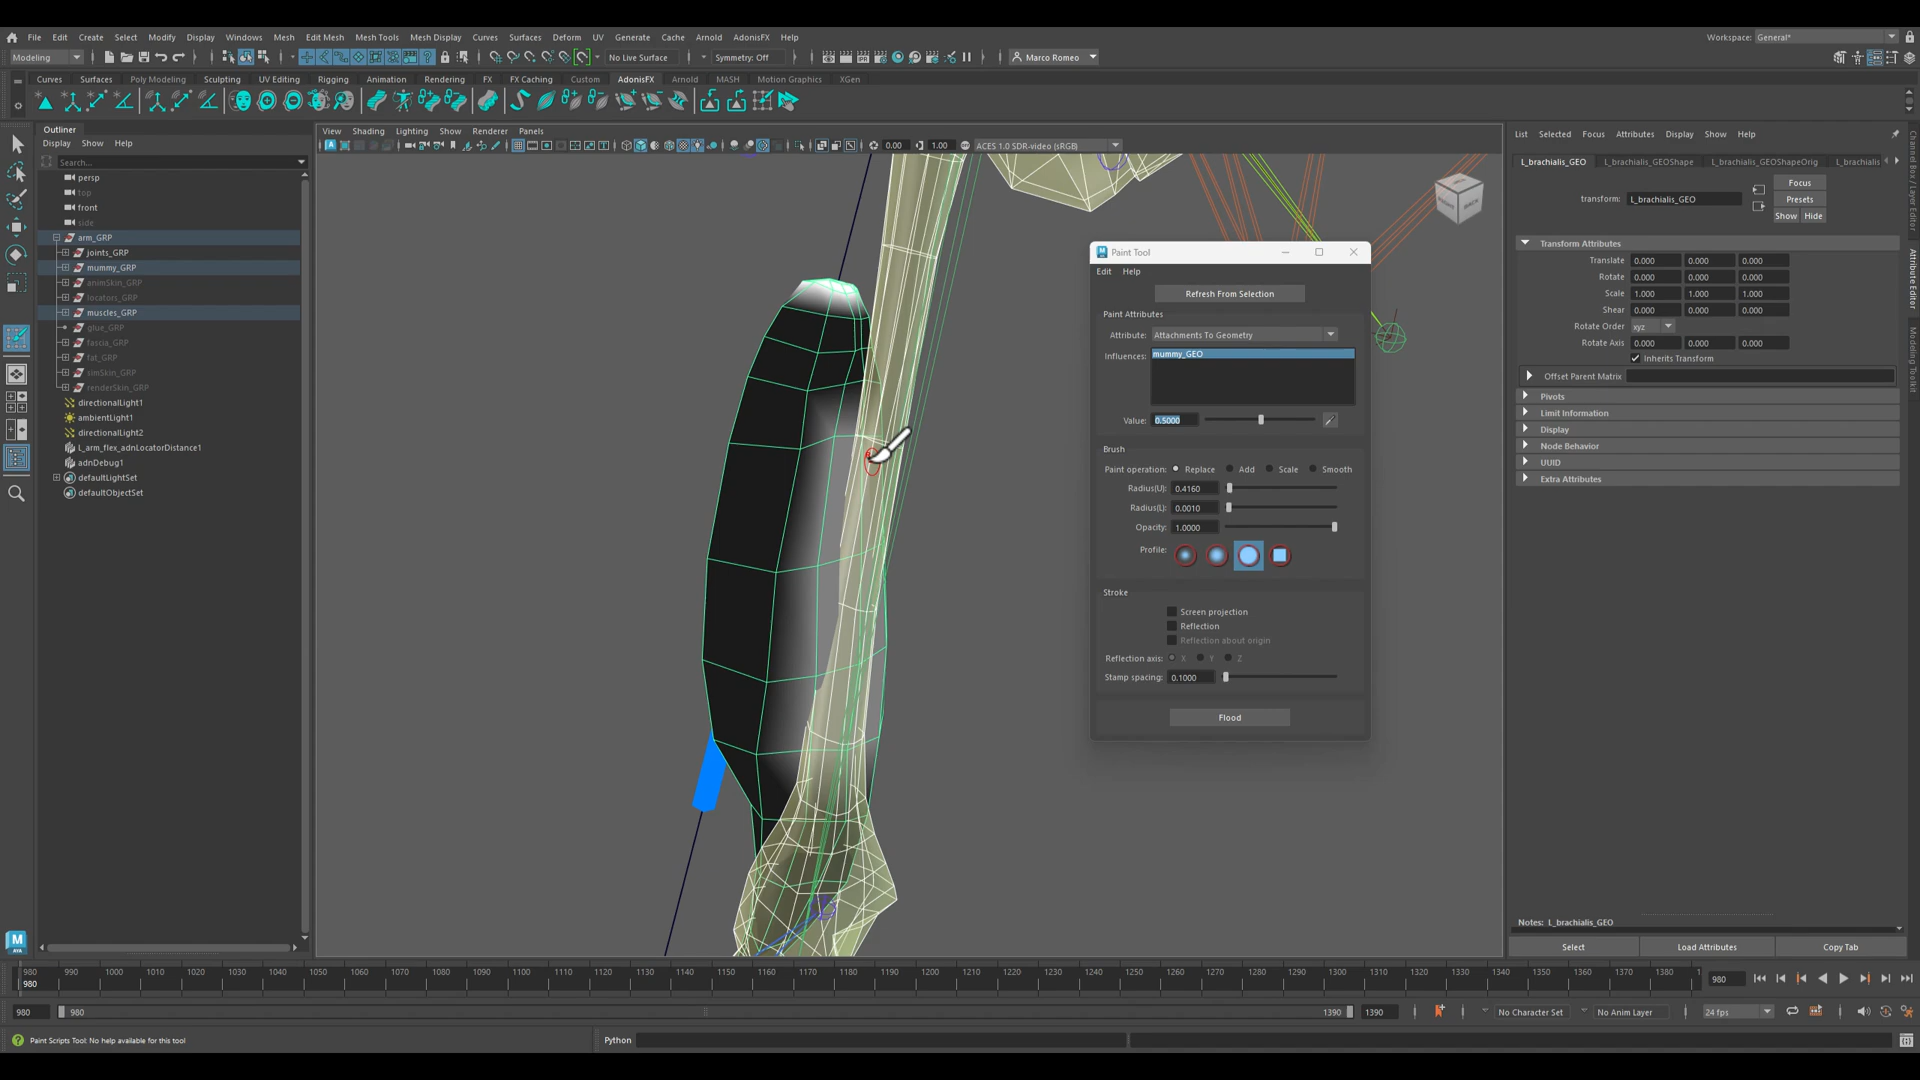 File Edit Create Select Modify Display Windows Mesh Edit Mesh Mesh Tools Mesh Display Curves Surfaces Deform UV Generate Cache Arnold AdonisFX Help Workspace: General*
Modeling No Live Surface Symmetry: Off Marco Romeo
Curves Surfaces Poly Modeling Sculpting UV Editing Rigging Animation Rendering FX FX Caching Custom AdonisFX Arnold MASH Motion Graphics XGen
Outliner
Display Show Help
Search...
persp
top
front
side
arm_GRP
joints_GRP
mummy_GRP
animSkin_GRP
locators_GRP
muscles_GRP
glue_GRP
fascia_GRP
fat_GRP
simSkin_GRP
renderSkin_GRP
directionalLight1
ambientLight1
directionalLight2
L_arm_flex_adnLocatorDistance1
adnDebug1
defaultLightSet
defaultObjectSet
View Shading Lighting Show Renderer Panels
0.00 1.00 ACES 1.0 SDR-video (sRGB)
BACK
Paint Tool
Edit Help
Refresh From Selection
Paint Attributes
Attribute: Attachments To Geometry
Influences: mummy_GEO
Value: 0.5000
Brush
Paint operation: Replace Add Scale Smooth
Radius(U): 0.4160
Radius(L): 0.0010
Opacity: 1.0000
Profile:
Stroke
Screen projection
Reflection
Reflection about origin
Reflection axis: X Y Z
Stamp spacing: 0.1000
Flood
List Selected Focus Attributes Display Show Help
L_brachialis_GEO L_brachialis_GEOShape L_brachialis_GEOShapeOrig L_brachialis
transform: L_brachialis_GEO
Focus
Presets
Show Hide
Transform Attributes
Translate 0.000 0.000 0.000
Rotate 0.000 0.000 0.000
Scale 1.000 1.000 1.000
Shear 0.000 0.000 0.000
Rotate Order xyz
Rotate Axis 0.000 0.000 0.000
Inherits Transform
Offset Parent Matrix
Pivots
Limit Information
Display
Node Behavior
UUID
Extra Attributes
Notes: L_brachialis_GEO
Select Load Attributes Copy Tab
Channel Box / Layer Editor
Attribute Editor
Modeling Toolkit
980 990 1000 1010 1020 1030 1040 1050 1060 1070 1080 1090 1100 1110 1120 1130 1140 1150 1160 1170 1180 1190 1200 1210 1220 1230 1240 1250 1260 1270 1280 1290 1300 1310 1320 1330 1340 1350 1360 1370 1380 1
980 980
980 980 1390 1390 No Character Set No Anim Layer 24 fps
Paint Scripts Tool: No help available for this tool Python